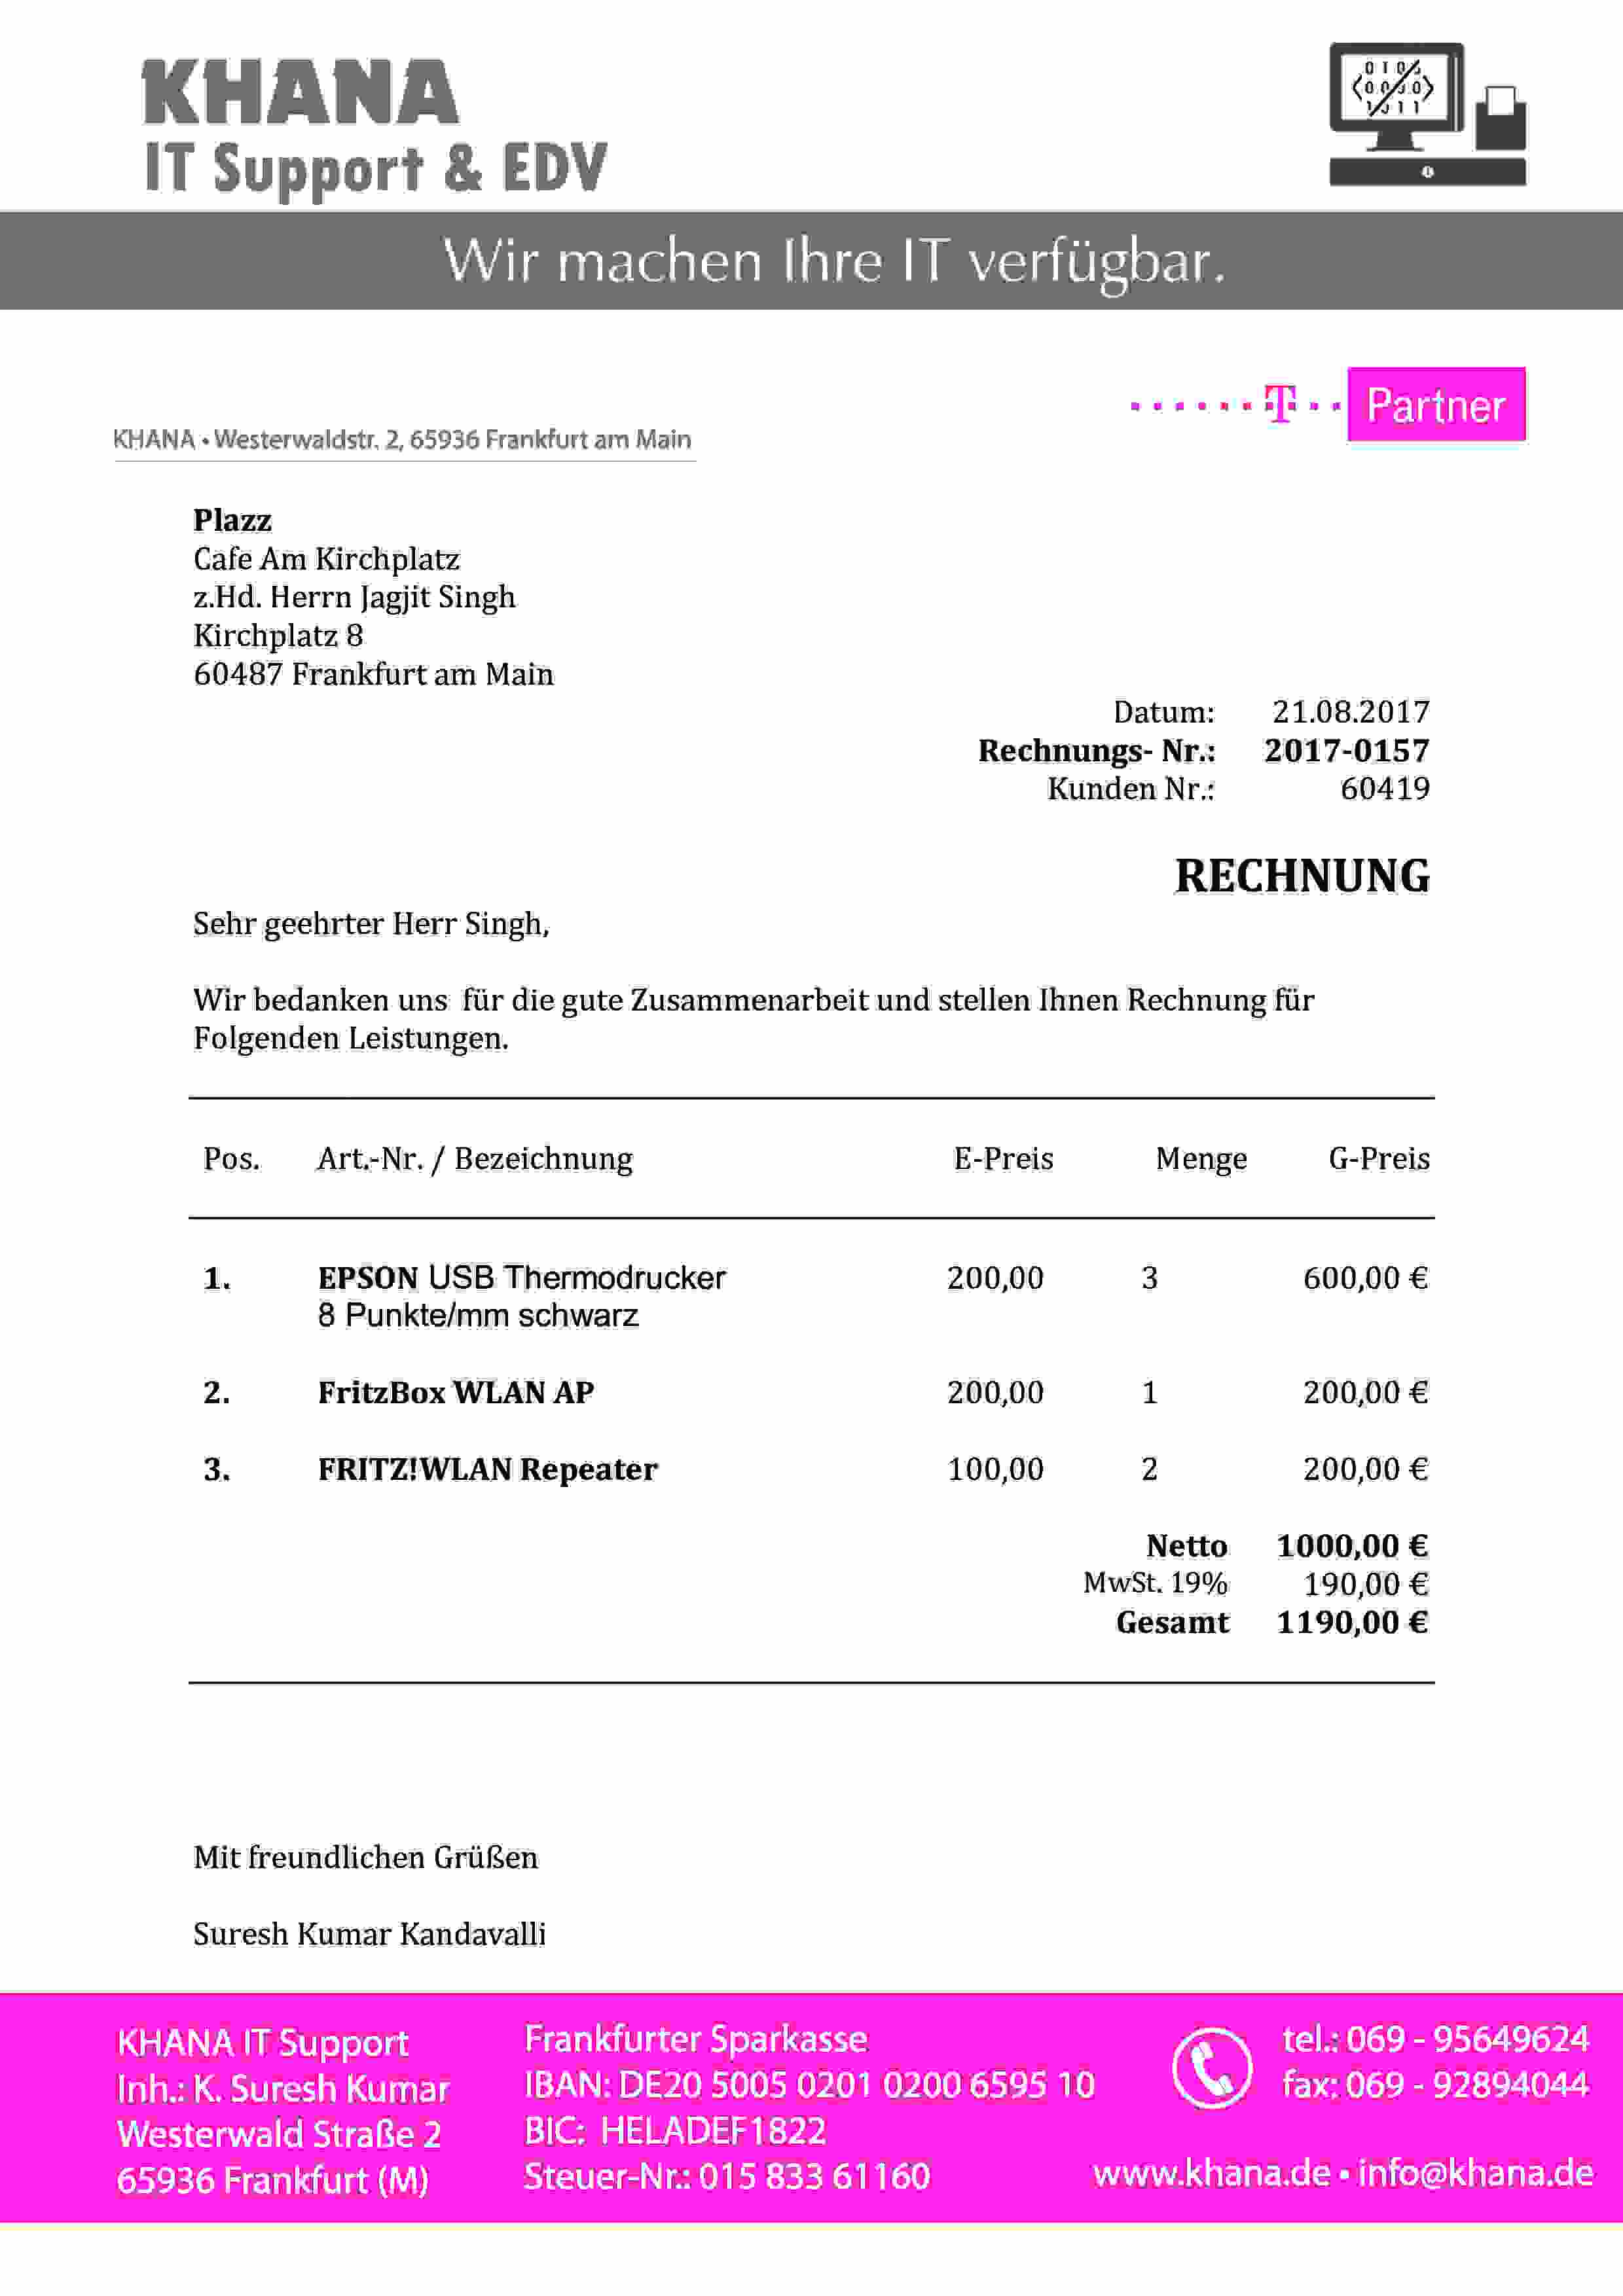 KHANA
IT Support & EDV
Wir machen Ihre IT verfügbar.
T Partner
KHANA • Westerwaldstr. 2, 65936 Frankfurt am Main
Plazz
Cafe Am Kirchplatz
z.Hd. Herrn Jagjit Singh
Kirchplatz 8
60487 Frankfurt am Main
Datum: 21.08.2017
Rechnungs- Nr.: 2017-0157
Kunden Nr.: 60419
RECHNUNG
Sehr geehrter Herr Singh,
Wir bedanken uns für die gute Zusammenarbeit und stellen Ihnen Rechnung für
Folgenden Leistungen.
Pos. Art.-Nr. / Bezeichnung E-Preis Menge G-Preis
1. EPSON USB Thermodrucker 200,00 3 600,00 €
8 Punkte/mm schwarz
2. FritzBox WLAN AP 200,00 1 200,00 €
3. FRITZ!WLAN Repeater 100,00 2 200,00 €
Netto 1000,00 €
MwSt. 19% 190,00 €
Gesamt 1190,00 €
Mit freundlichen Grüßen
Suresh Kumar Kandavalli
KHANA IT Support
Inh.: K. Suresh Kumar
Westerwald Straße 2
65936 Frankfurt (M)
Frankfurter Sparkasse
IBAN: DE20 5005 0201 0200 6595 10
BIC: HELADEF1822
Steuer-Nr.: 015 833 61160
tel.: 069 - 95649624
fax: 069 - 92894044
www.khana.de • info@khana.de